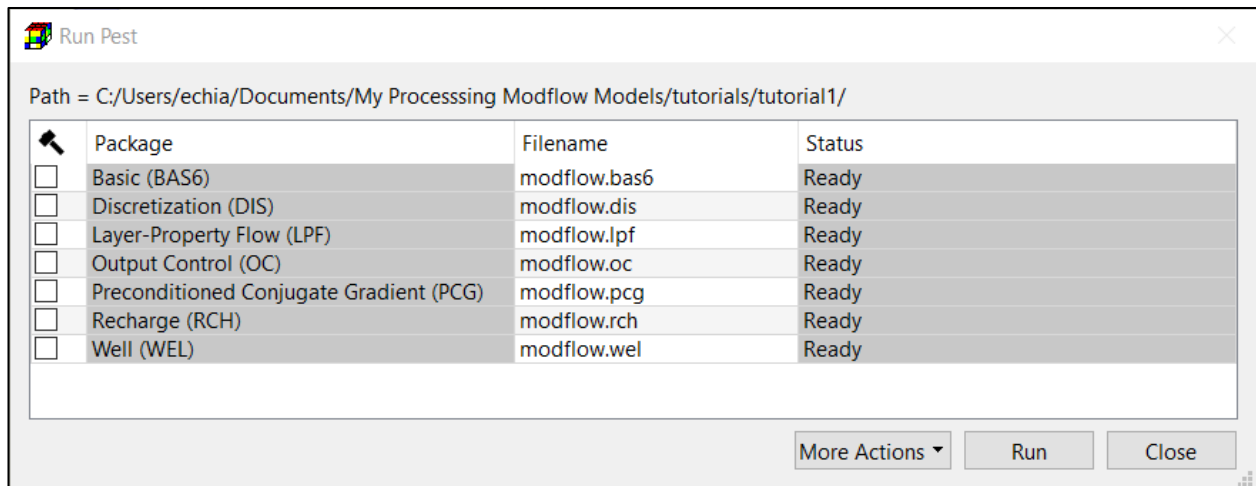 Run Pest
Path = C:/Users/echia/Documents/My Processsing Modflow Models/tutorials/tutorial1/
Package Filename Status
Basic (BAS6) modflow.bas6 Ready
Discretization (DIS) modflow.dis Ready
Layer-Property Flow (LPF) modflow.lpf Ready
Output Control (OC) modflow.oc Ready
Preconditioned Conjugate Gradient (PCG) modflow.pcg Ready
Recharge (RCH) modflow.rch Ready
Well (WEL) modflow.wel Ready
More Actions Run Close